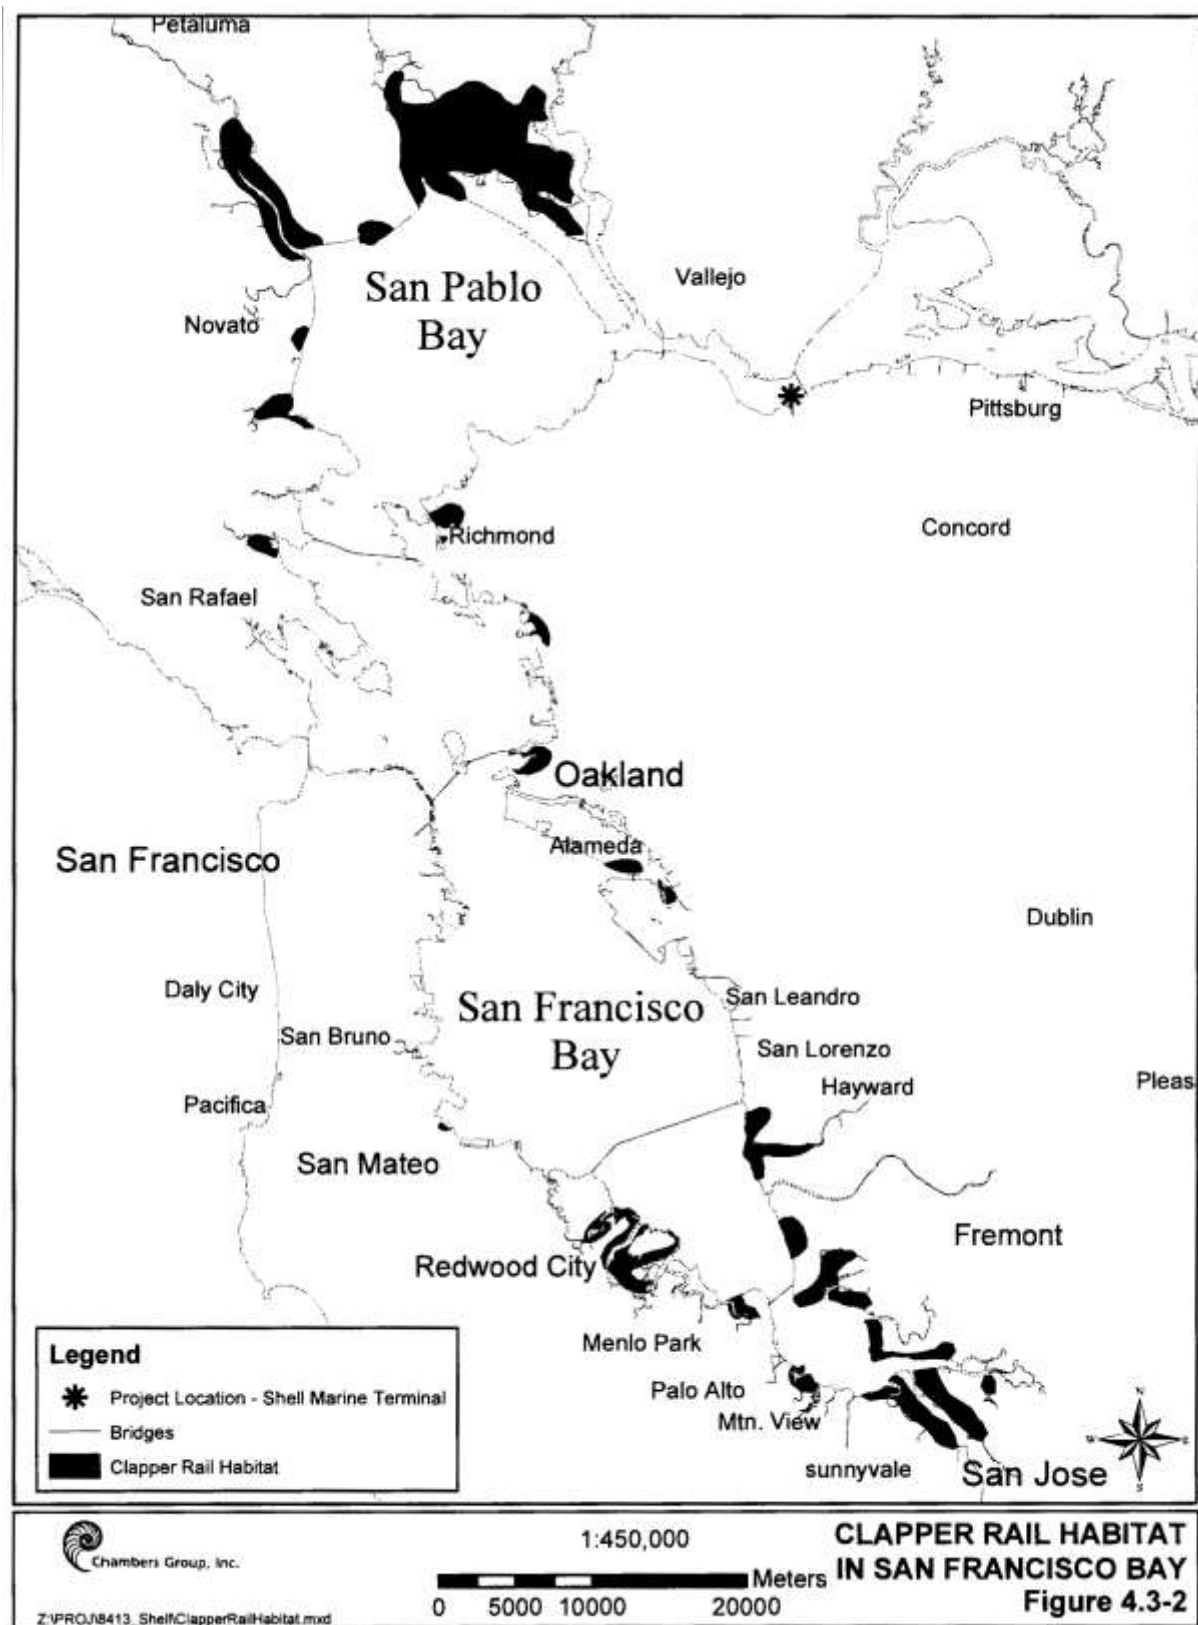 Petaluma
San Pablo
Bay
Vallejo
Novato
Pittsburg
Concord
Richmond
San Rafael
Oakland
Alameda
San Francisco
Dublin
Daly City
San Francisco
Bay
San Leandro
San Bruno
San Lorenzo
Hayward
Pleas
Pacifica
San Mateo
Fremont
Redwood City
Menlo Park
Palo Alto
Mtn. View
sunnyvale
San Jose
N
W
E
S
Legend
Project Location - Shell Marine Terminal
Bridges
Clapper Rail Habitat
Chambers Group, Inc.
Z:\PROJ\8413_Shell\ClapperRailHabitat.mxd
1:450,000
Meters
0 5000 10000 20000
CLAPPER RAIL HABITAT
IN SAN FRANCISCO BAY
Figure 4.3-2